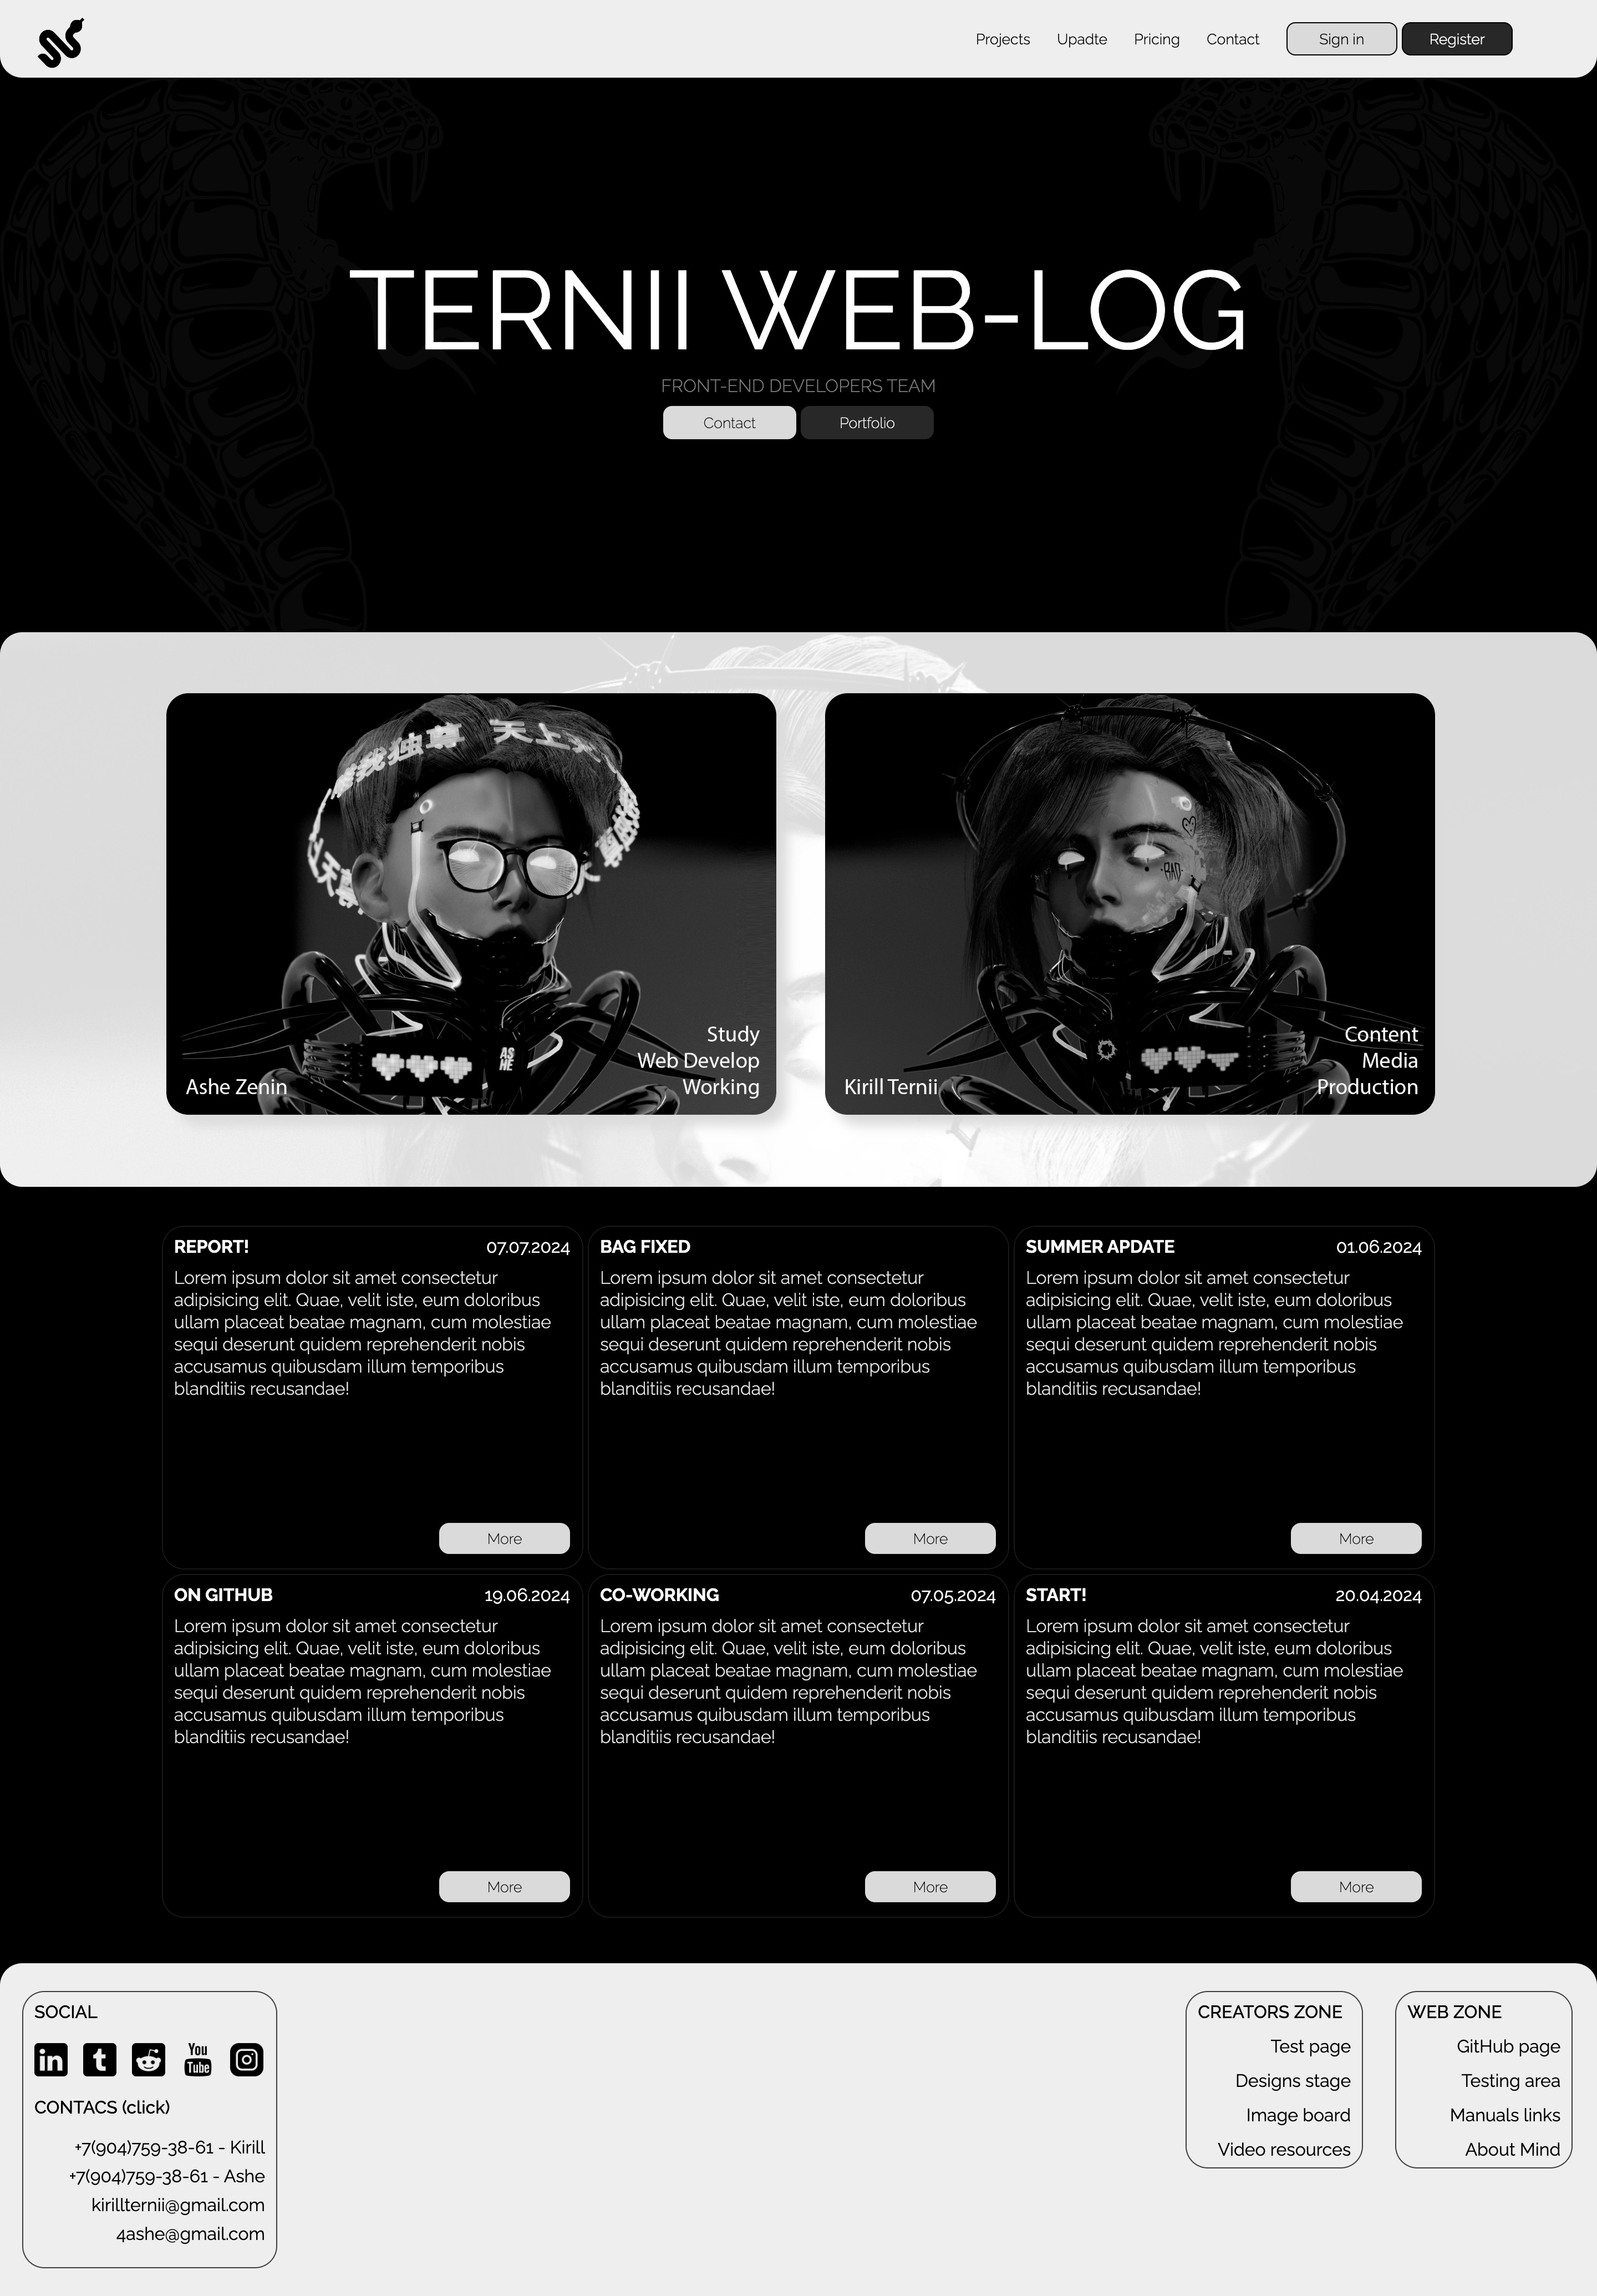 Projects Upadte Pricing Contact Sign in Register
TERNII WEB-LOG
FRONT-END DEVELOPERS TEAM
Contact Portfolio
天上天
独尊
AS
HE
Study
Web Develop
Working
Ashe Zenin
BAD
Content
Media
Production
Kirill Ternii
REPORT! 07.07.2024
Lorem ipsum dolor sit amet consectetur
adipisicing elit. Quae, velit iste, eum doloribus
ullam placeat beatae magnam, cum molestiae
sequi deserunt quidem reprehenderit nobis
accusamus quibusdam illum temporibus
blanditiis recusandae!
More
BAG FIXED
Lorem ipsum dolor sit amet consectetur
adipisicing elit. Quae, velit iste, eum doloribus
ullam placeat beatae magnam, cum molestiae
sequi deserunt quidem reprehenderit nobis
accusamus quibusdam illum temporibus
blanditiis recusandae!
More
SUMMER APDATE 01.06.2024
Lorem ipsum dolor sit amet consectetur
adipisicing elit. Quae, velit iste, eum doloribus
ullam placeat beatae magnam, cum molestiae
sequi deserunt quidem reprehenderit nobis
accusamus quibusdam illum temporibus
blanditiis recusandae!
More
ON GITHUB 19.06.2024
Lorem ipsum dolor sit amet consectetur
adipisicing elit. Quae, velit iste, eum doloribus
ullam placeat beatae magnam, cum molestiae
sequi deserunt quidem reprehenderit nobis
accusamus quibusdam illum temporibus
blanditiis recusandae!
More
CO-WORKING 07.05.2024
Lorem ipsum dolor sit amet consectetur
adipisicing elit. Quae, velit iste, eum doloribus
ullam placeat beatae magnam, cum molestiae
sequi deserunt quidem reprehenderit nobis
accusamus quibusdam illum temporibus
blanditiis recusandae!
More
START! 20.04.2024
Lorem ipsum dolor sit amet consectetur
adipisicing elit. Quae, velit iste, eum doloribus
ullam placeat beatae magnam, cum molestiae
sequi deserunt quidem reprehenderit nobis
accusamus quibusdam illum temporibus
blanditiis recusandae!
More
SOCIAL
in t You
Tube
CONTACS (click)
+7(904)759-38-61 - Kirill
+7(904)759-38-61 - Ashe
kirillternii@gmail.com
4ashe@gmail.com
CREATORS ZONE
Test page
Designs stage
Image board
Video resources
WEB ZONE
GitHub page
Testing area
Manuals links
About Mind